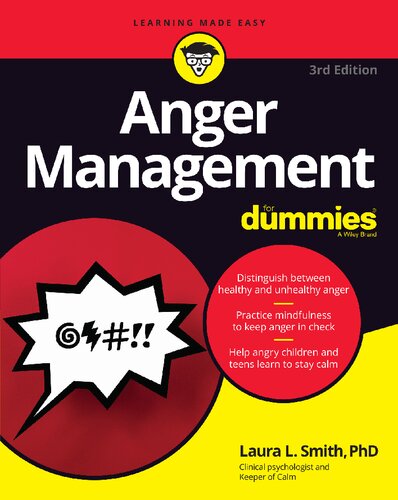 LEARNING MADE EASY
3rd Edition
Anger
Management
for
dummies®
A Wiley Brand
Distinguish between
healthy and unhealthy anger
Practice mindfulness
to keep anger in check
Help angry children and
teens learn to stay calm
@#!!
Laura L. Smith, PhD
Clinical psychologist and
Keeper of Calm